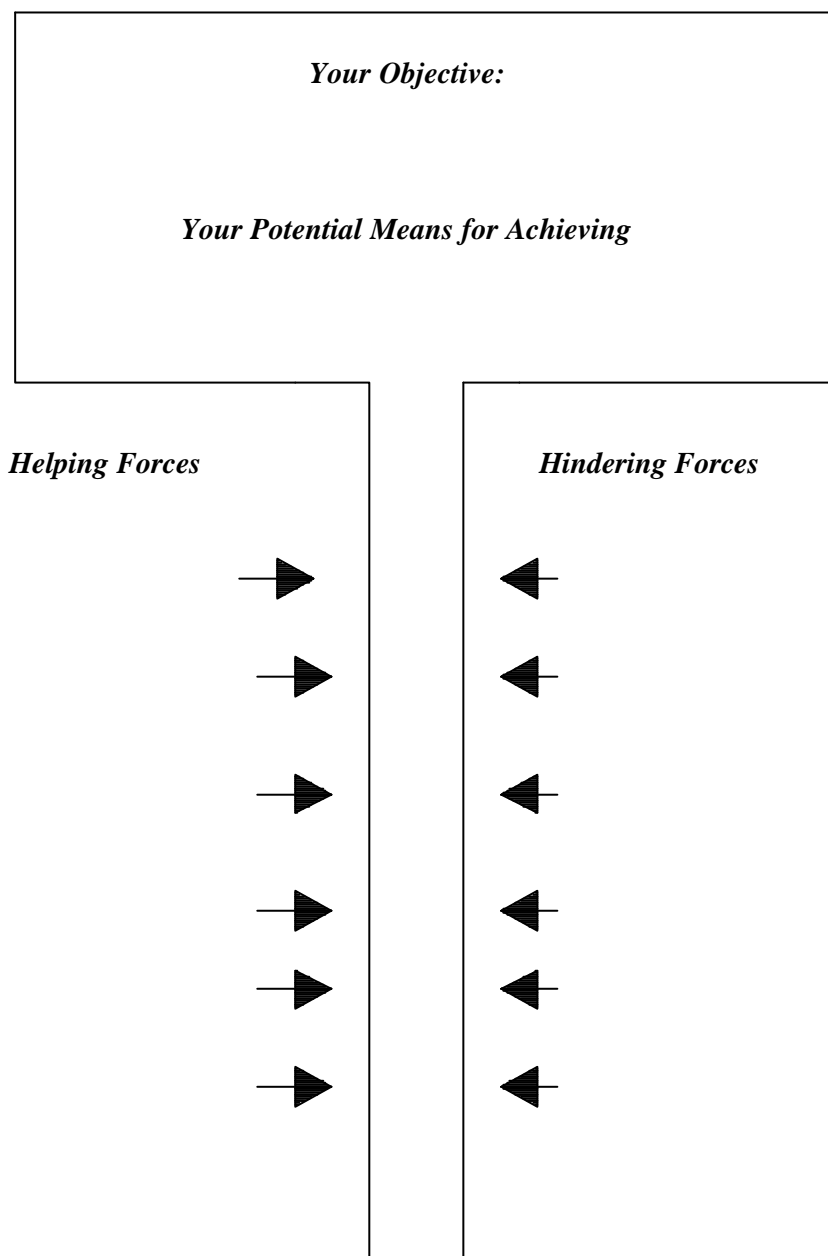 Your Objective:
Your Potential Means for Achieving
Helping Forces
Hindering Forces